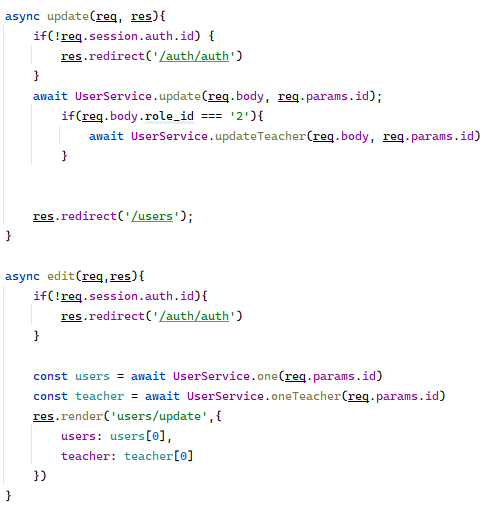 async update(req, res){
    if(!req.session.auth.id) {
        res.redirect('/auth/auth')
    }
    await UserService.update(req.body, req.params.id);
        if(req.body.role_id === '2'){
            await UserService.updateTeacher(req.body, req.params.id)
        }
    res.redirect('/users');
}
async edit(req,res){
    if(!req.session.auth.id){
        res.redirect('/auth/auth')
    }
    const users = await UserService.one(req.params.id)
    const teacher = await UserService.oneTeacher(req.params.id)
    res.render('users/update',{
        users: users[0],
        teacher: teacher[0]
    })
}